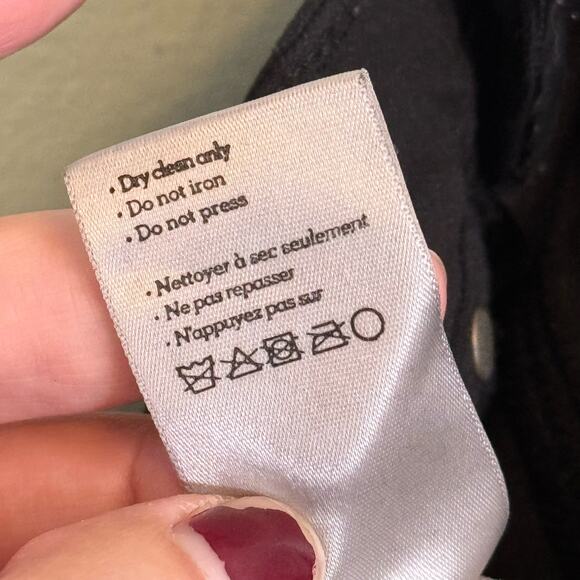 · Dry clean only
· Do not iron
· Do not press
· Nettoyer à sec seulement
· Ne pas repasser
· N'appuyez pas sur